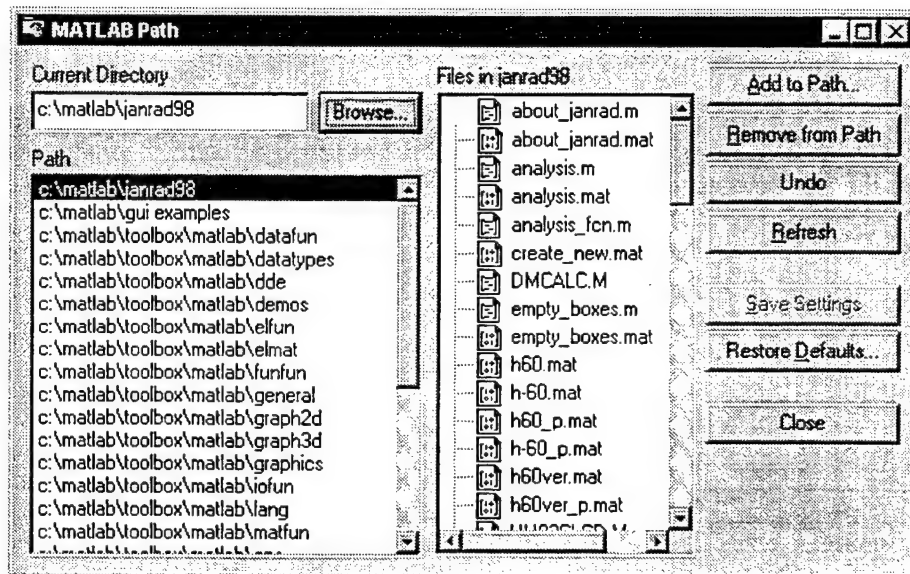 MATLAB Path
Current Directory
c:\matlab\janrad98
Browse...
Path
c:\matlab\janrad98
c:\matlab\gui examples
c:\matlab\toolbox\matlab\datafun
c:\matlab\toolbox\matlab\datatypes
c:\matlab\toolbox\matlab\dde
c:\matlab\toolbox\matlab\demos
c:\matlab\toolbox\matlab\elfun
c:\matlab\toolbox\matlab\elmat
c:\matlab\toolbox\matlab\funfun
c:\matlab\toolbox\matlab\general
c:\matlab\toolbox\matlab\graph2d
c:\matlab\toolbox\matlab\graph3d
c:\matlab\toolbox\matlab\graphics
c:\matlab\toolbox\matlab\iofun
c:\matlab\toolbox\matlab\lang
c:\matlab\toolbox\matlab\matfun
Files in janrad98
about_janrad.m
about_janrad.mat
analysis.m
analysis.mat
analysis_fcn.m
create_new.mat
DMCALC.M
empty_boxes.m
empty_boxes.mat
h60.mat
h-60.mat
h60_p.mat
h-60_p.mat
h60ver.mat
h60ver_p.mat
Add to Path...
Remove from Path
Undo
Refresh
Save Settings
Restore Defaults...
Close